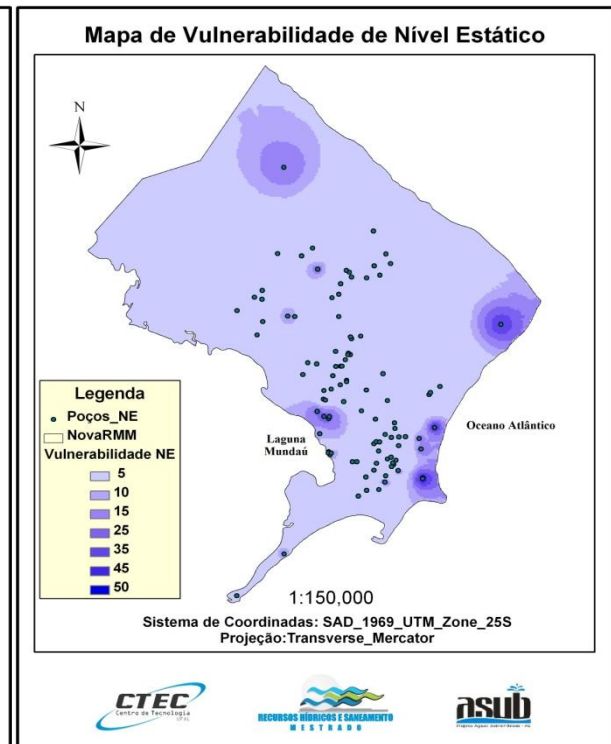 Mapa de Vulnerabilidade de Nível Estático
N
Oceano Atlântico
Laguna
Mundaú
Legenda
Poços_NE
NovaRMM
Vulnerabilidade NE
5
10
15
25
35
45
50
1:150,000
Sistema de Coordinadas: SAD_1969_UTM_Zone_25S
Projeção:Transverse_Mercator
CTEC
Centro de Tecnologia
UFAL
RECURSOS HÍDRICOS E SANEAMENTO
MESTRADO
asub